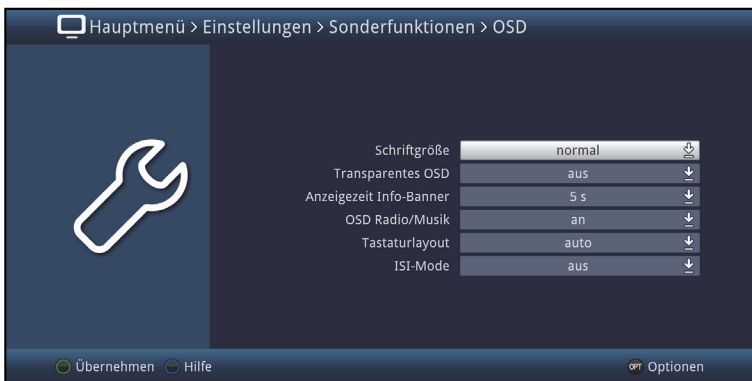 Hauptmenü > Einstellungen > Sonderfunktionen > OSD
Schriftgröße normal
Transparentes OSD aus
Anzeigezeit Info-Banner 5 s
OSD Radio/Musik an
Tastaturlayout auto
ISI-Mode aus
Übernehmen Hilfe OPT Optionen